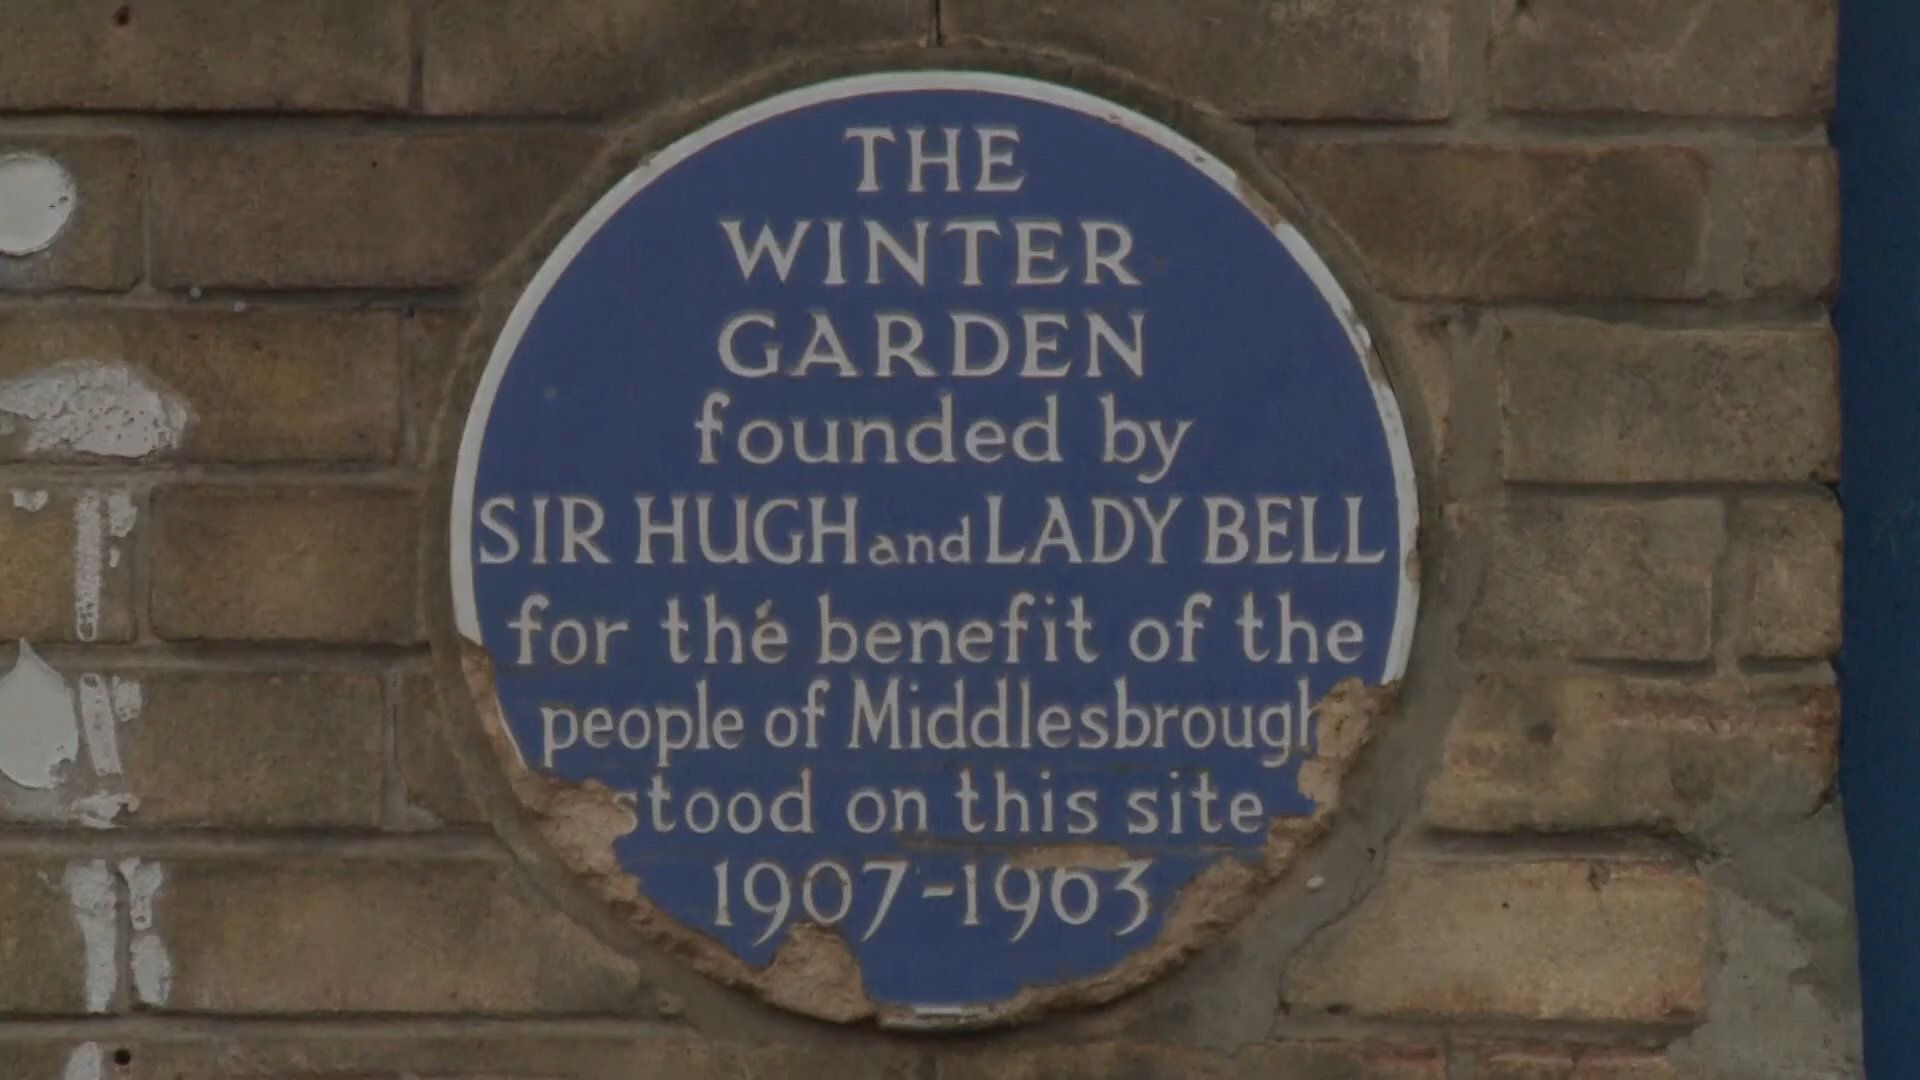 THE
WINTER
GARDEN
founded by
SIR HUGH and LADY BELL
for the benefit of the
people of Middlesbrough
stood on this site
1907-1963